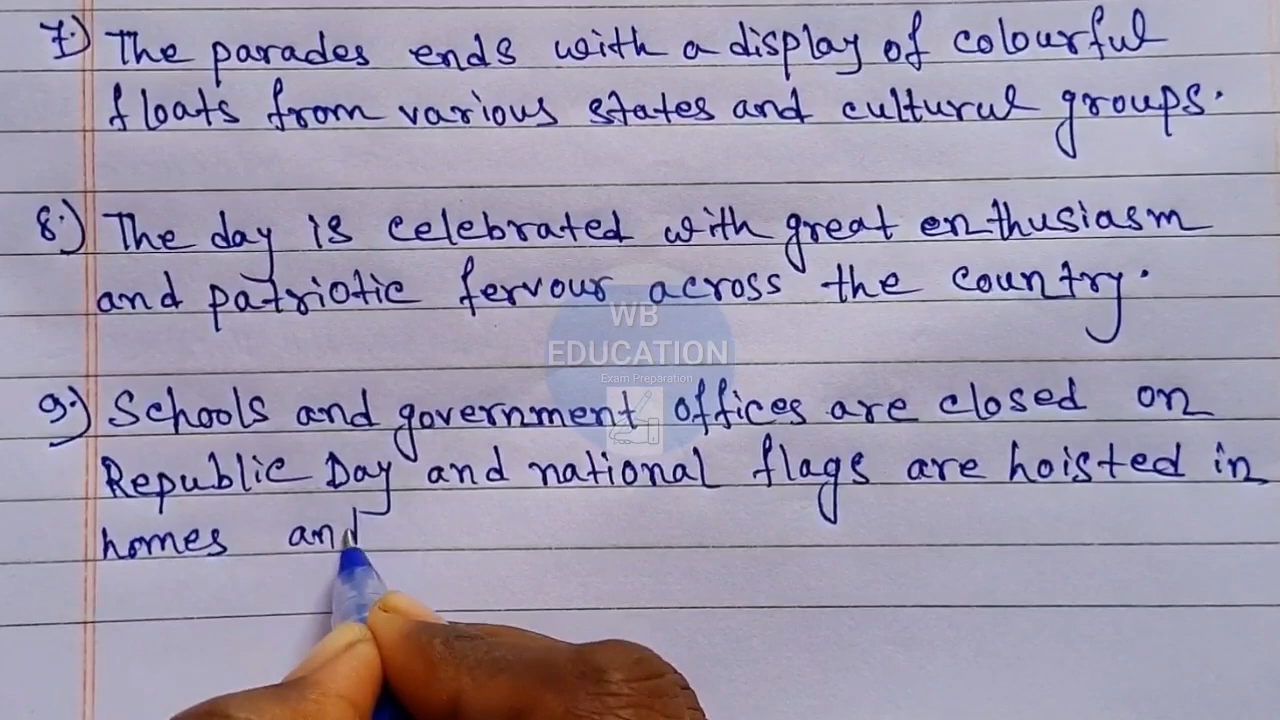 7.) The parades ends with a display of colourful
floats from various states and cultural groups.
8.) The day is celebrated with great enthusiasm
and patriotic fervour across the country.
WB
EDUCATION
Exam Preparation
9.) Schools and government offices are closed on
Republic Day and national flags are hoisted in
homes and